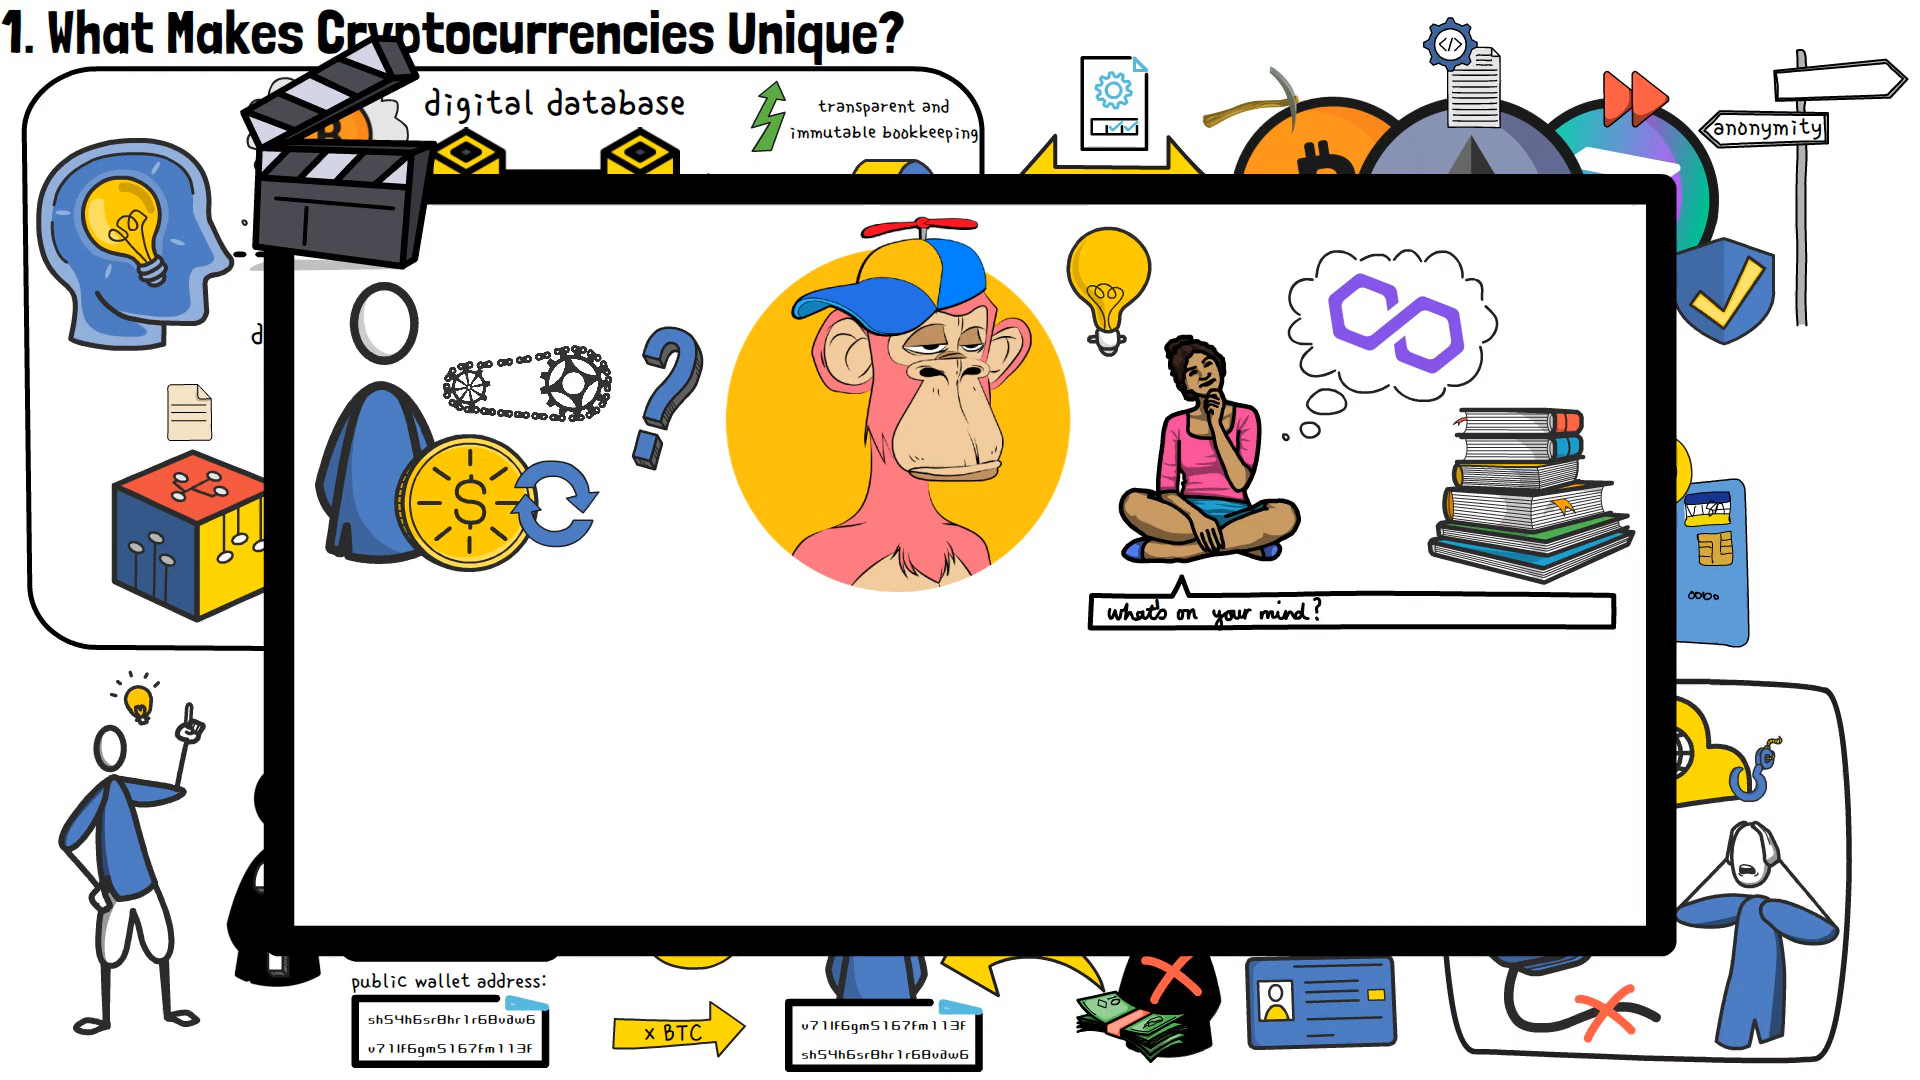 1. What Makes Cryptocurrencies Unique?
digital database
transparent and
immutable bookkeeping
anonymity
what's on your mind?
VISA
public wallet address:
sh54h6sr8hr1r68vdw6
v71lf6gm5167fm113f
x BTC
v71lf6gm5167fm113f
sh54h6sr8hr1r68vdw6